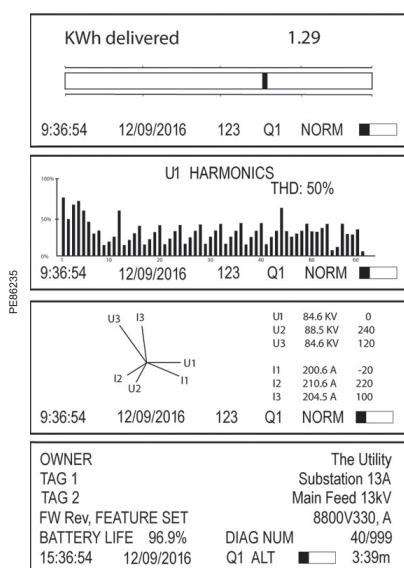 KWh delivered 1.29
9:36:54 12/09/2016 123 Q1 NORM
U1 HARMONICS
THD: 50%
100%
50%
0%
1 10 20 30 40 50 60
9:36:54 12/09/2016 123 Q1 NORM
PE86235
U3 I3
U1
I1
I2
U2
U1 84.6 KV 0
U2 88.5 KV 240
U3 84.6 KV 120
I1 200.6 A -20
I2 210.6 A 220
I3 204.5 A 100
9:36:54 12/09/2016 123 Q1 NORM
OWNER The Utility
TAG 1 Substation 13A
TAG 2 Main Feed 13kV
FW Rev, FEATURE SET 8800V330, A
BATTERY LIFE 96.9% DIAG NUM 40/999
15:36:54 12/09/2016 Q1 ALT 3:39m